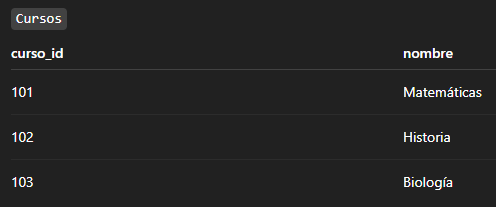 Cursos
curso_id nombre
101 Matemáticas
102 Historia
103 Biología